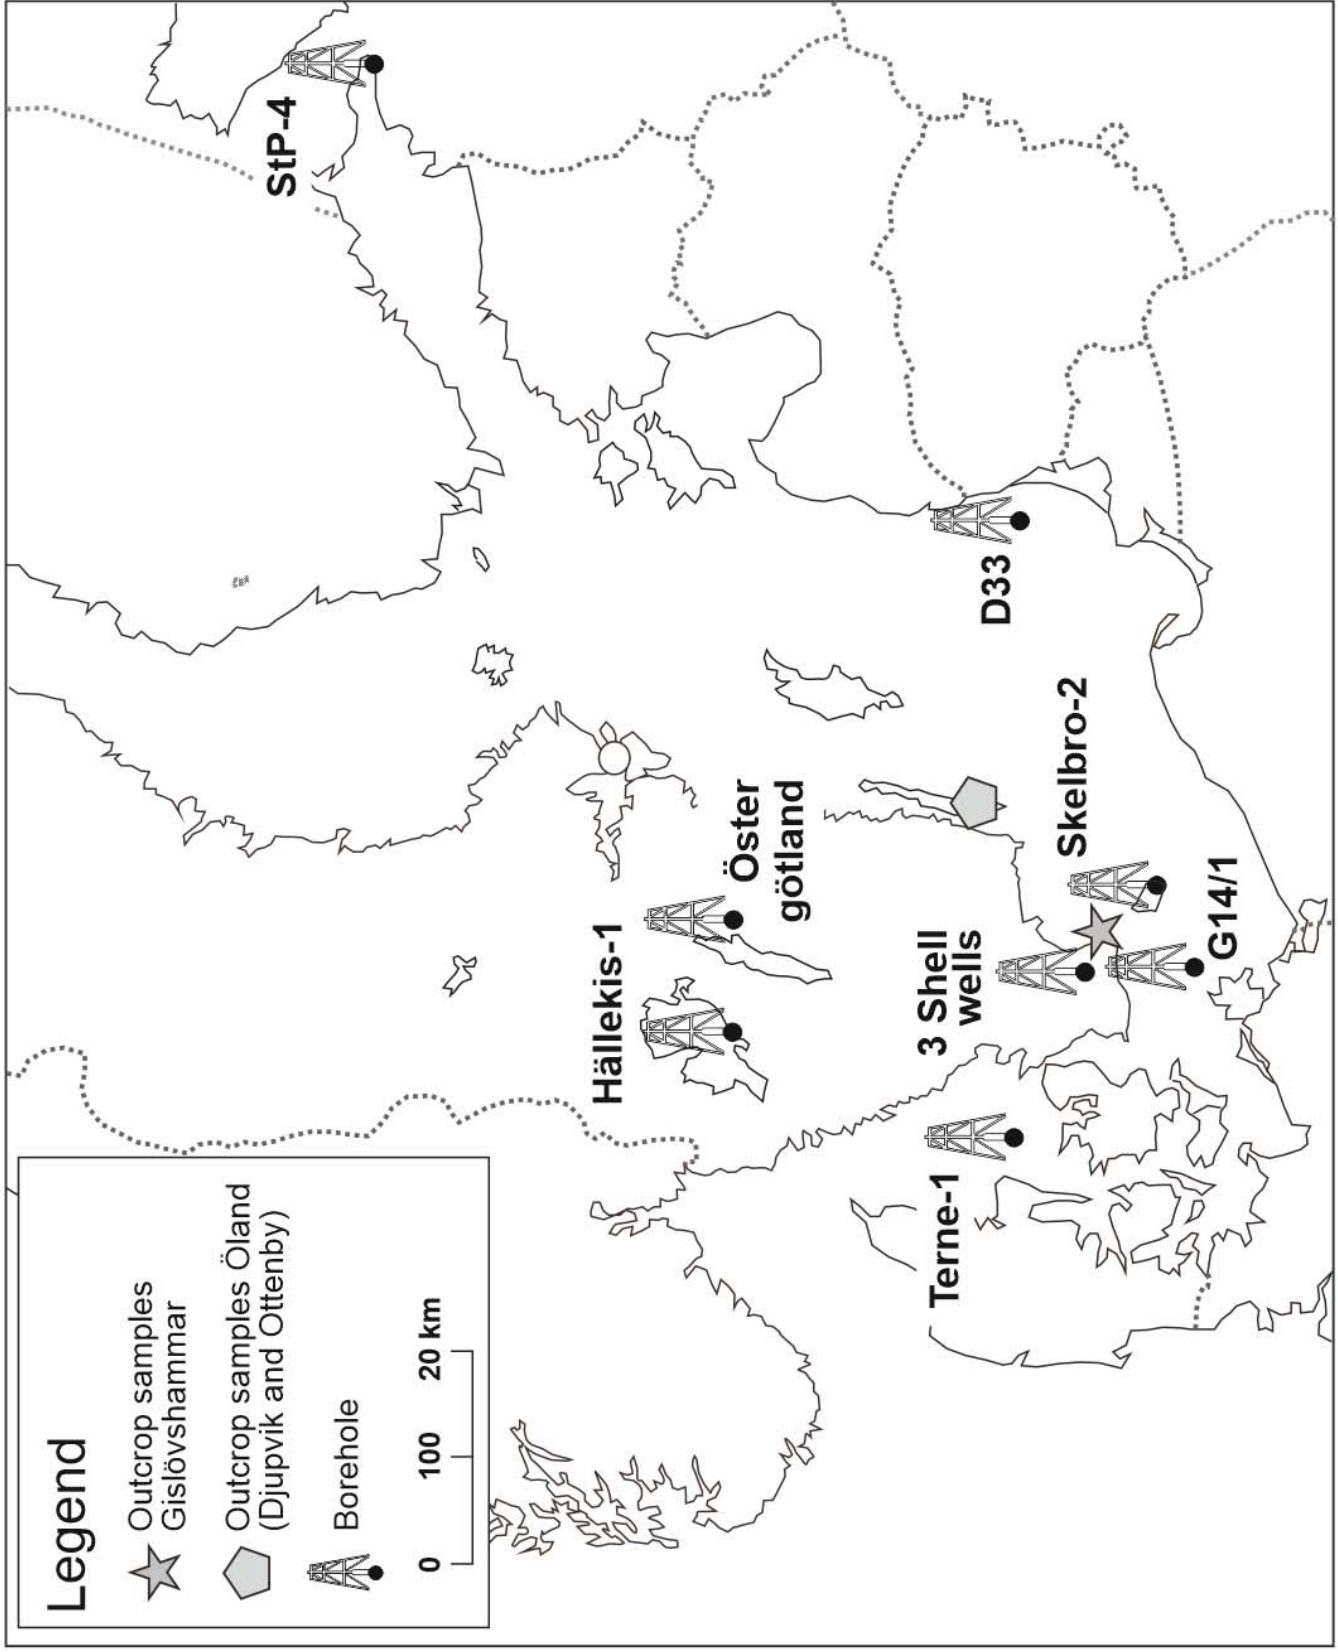 Legend
Outcrop samples
Gislövshammar
Outcrop samples Öland
(Djupvik and Ottenby)
Borehole
0 100 20 km
StP-4
Hällekis-1
Öster
götland
D33
Skelbro-2
3 Shell
wells
G14/1
Terne-1